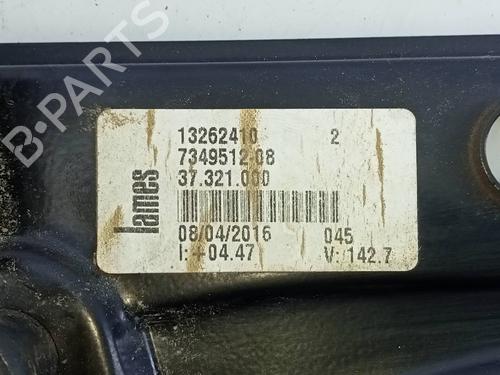 13262410 2
7349512-08
37.321.000
lames
08/04/2016 045
I: +04.47 V: 142.7
B-PARTS